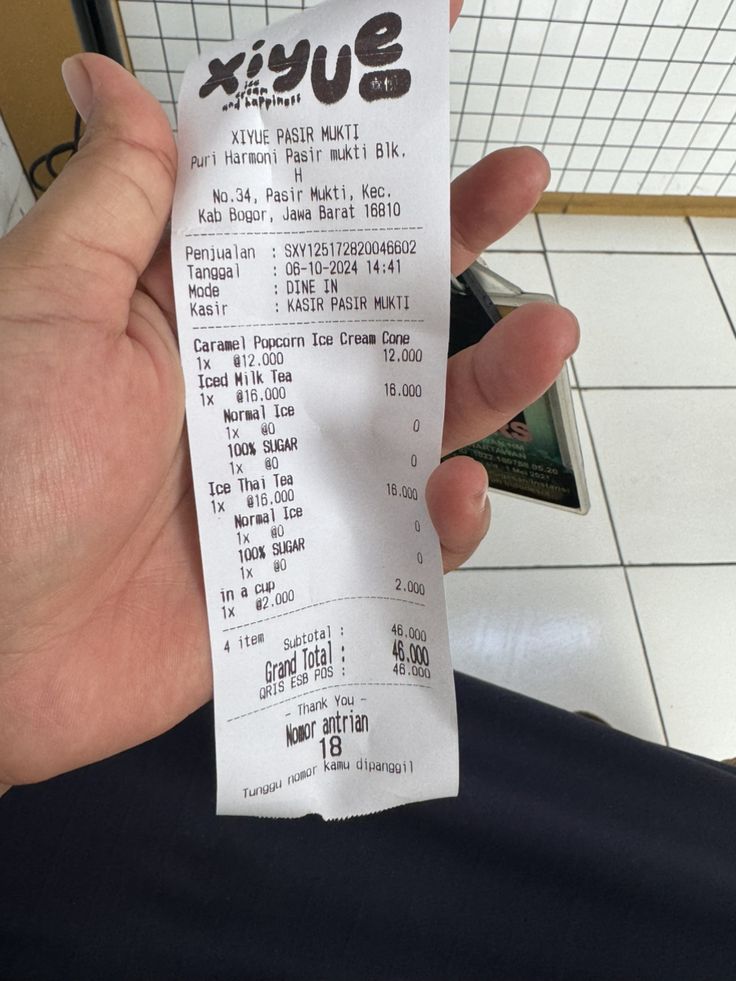 xiyue
ice cream
and happiness
XIYUE PASIR MUKTI
Puri Harmoni Pasir mukti Blk.
H
No.34, Pasir Mukti, Kec.
Kab Bogor, Jawa Barat 16810
Penjualan : SXY125172820046602
Tanggal : 06-10-2024 14:41
Mode : DINE IN
Kasir : KASIR PASIR MUKTI
Caramel Popcorn Ice Cream Cone
1x @12.000 12.000
Iced Milk Tea
1x @16.000 16.000
Normal Ice
1x @0 0
100% SUGAR
1x @0 0
Ice Thai Tea
1x @16.000 16.000
Normal Ice
1x @0 0
100% SUGAR
1x @0 0
in a cup
1x @2.000 2.000
4 item Subtotal : 46.000
Grand Total : 46.000
QRIS ESB POS : 46.000
- Thank You -
Nomor antrian
18
Tunggu nomor kamu dipanggil